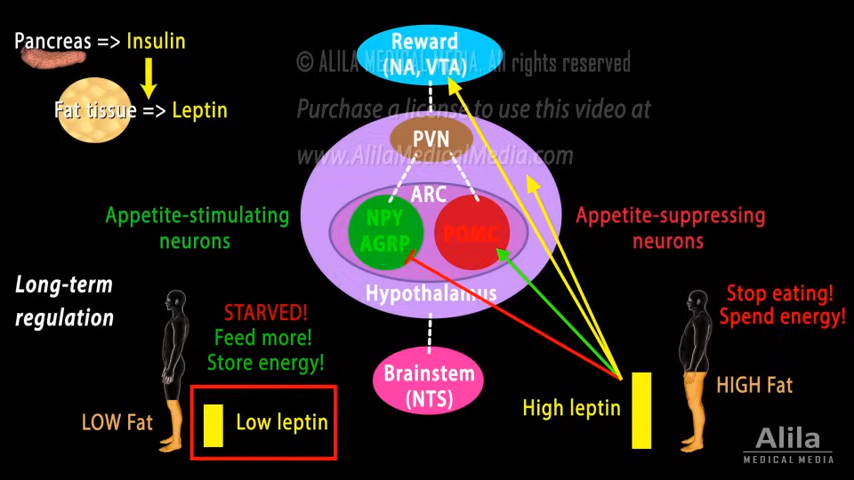 Pancreas => Insulin
Fat tissue => Leptin
Reward
(NA, VTA)
© ALILA MEDICAL MEDIA. All rights reserved
Purchase a license to use this video at
www.AlilaMedicalMedia.com
PVN
ARC
NPY
AGRP
POMC
Hypothalamus
Appetite-stimulating
neurons
Appetite-suppressing
neurons
Long-term
regulation
STARVED!
Feed more!
Store energy!
Stop eating!
Spend energy!
Brainstem
(NTS)
LOW Fat
Low leptin
High leptin
HIGH Fat
Alila
MEDICAL MEDIA